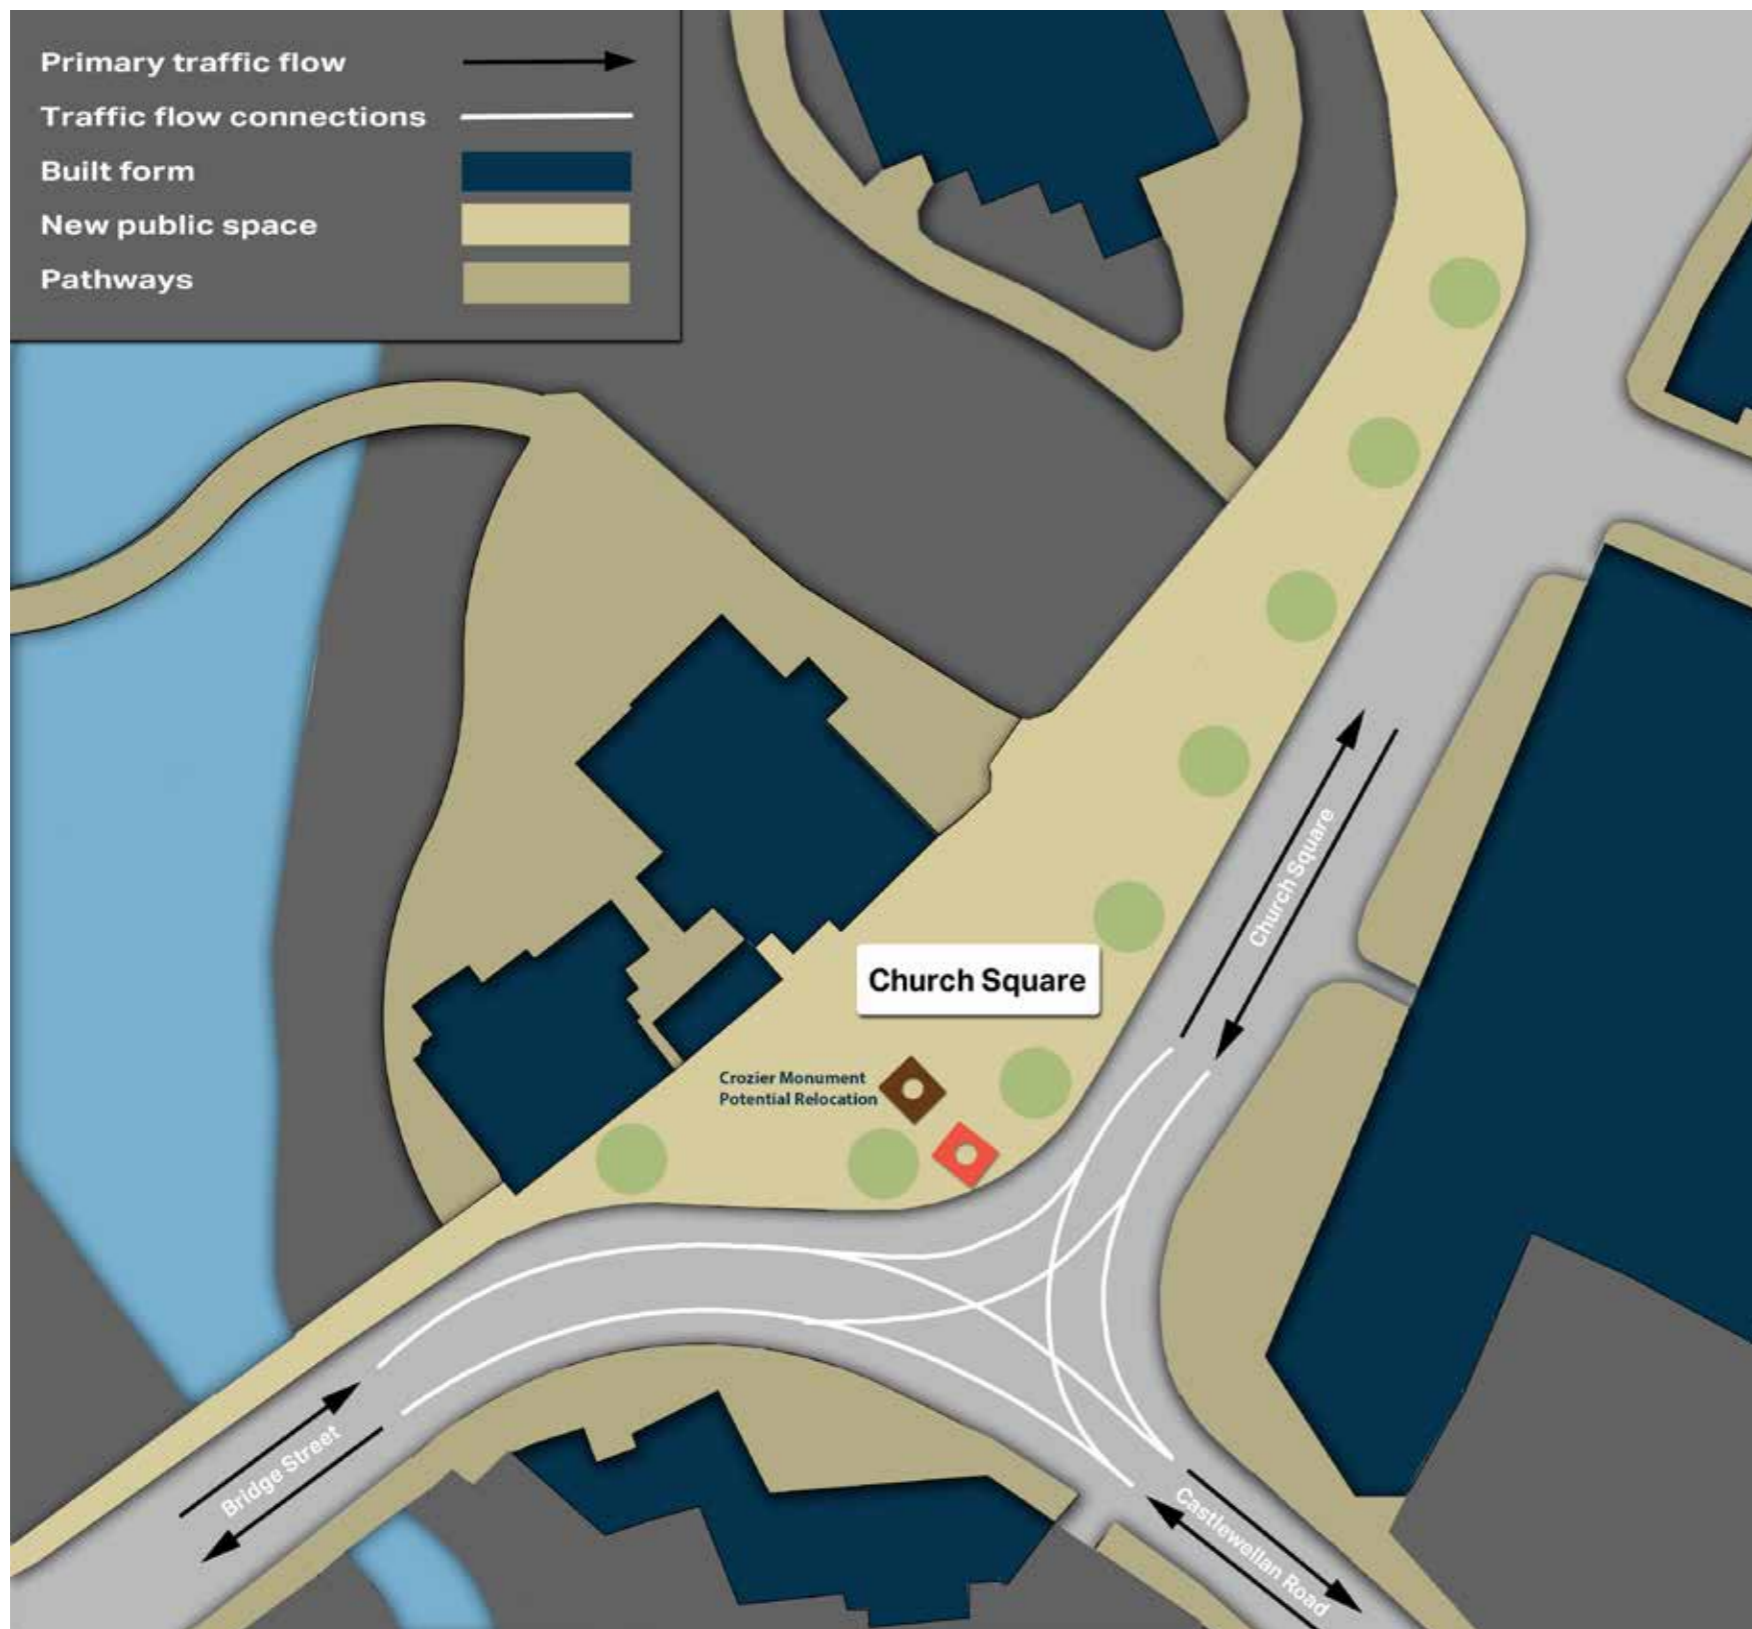 Primary traffic flow
Traffic flow connections
Built form
New public space
Pathways
Church Square
Church Square
Crozier Monument
Potential Relocation
Bridge Street
Castlewellan Road